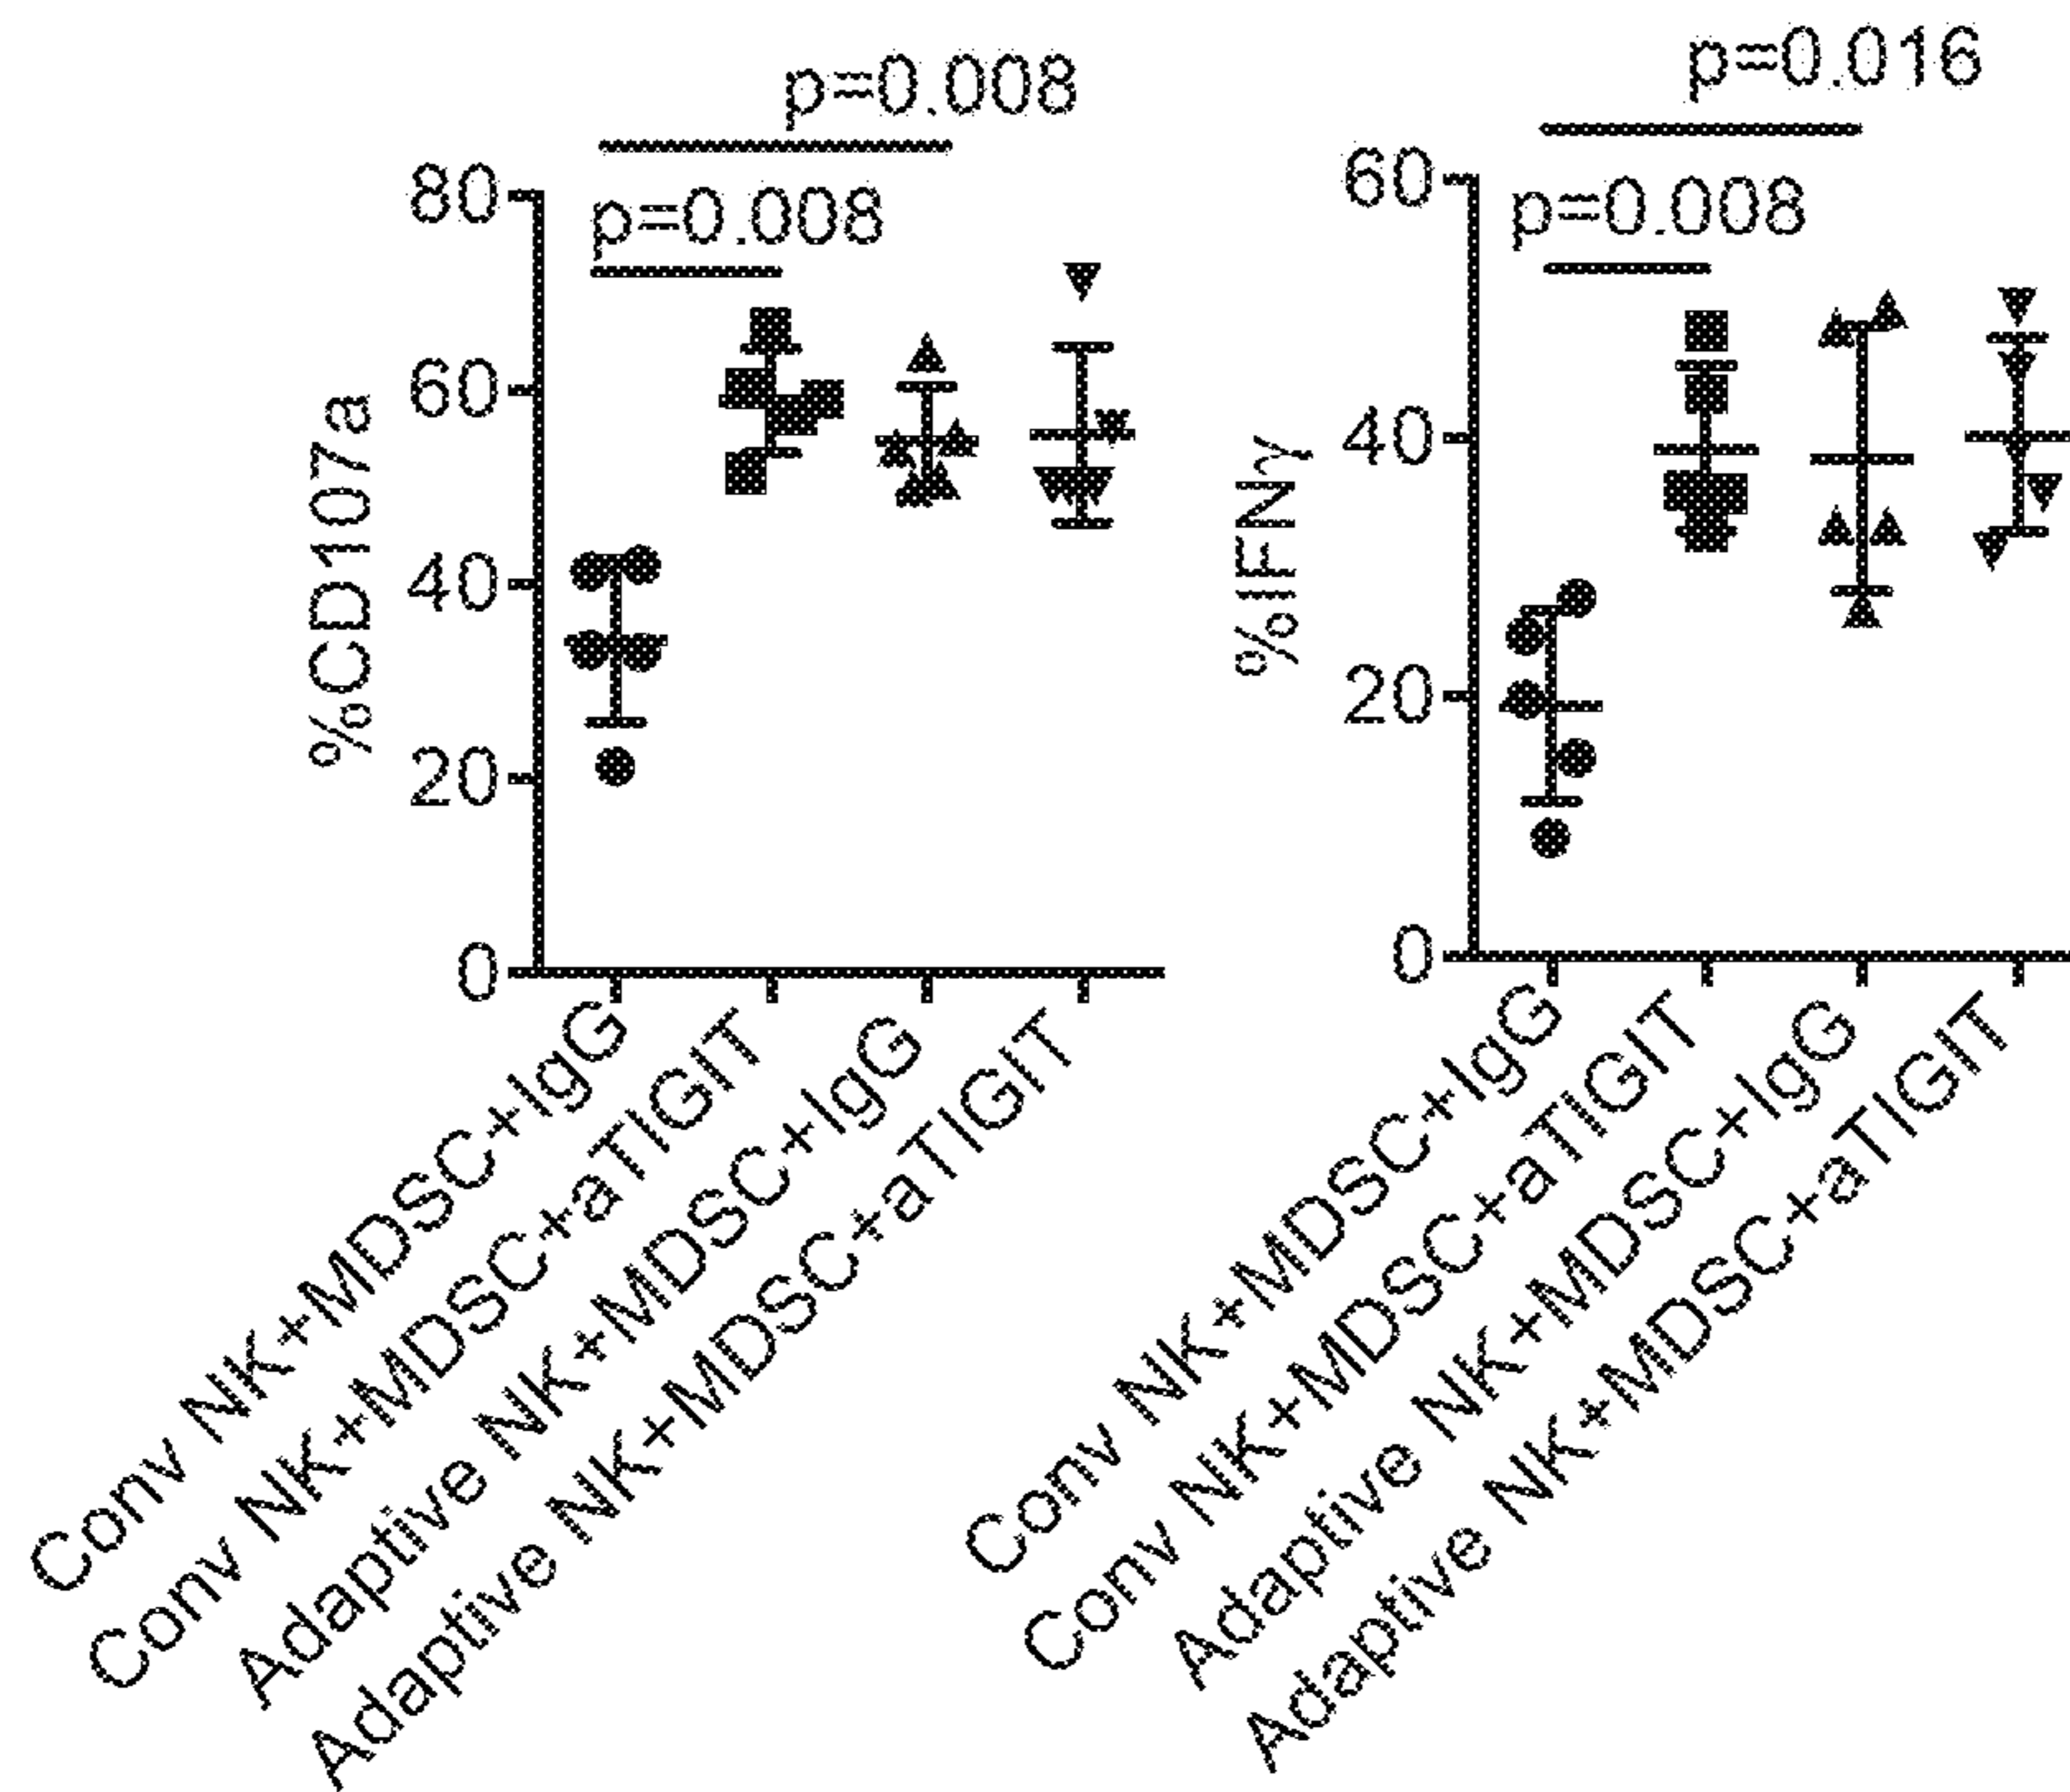 p=0.008
p=0.008
80
60
40
20
0
%CD107a
Conv NK+MDSC+IgG
Conv NK+MDSC+aTIGIT
Adaptive NK+MDSC+IgG
Adaptive NK+MDSC+aTIGIT
p=0.016
p=0.008
60
40
20
0
%IFNγ
Conv NK+MDSC+IgG
Conv NK+MDSC+aTIGIT
Adaptive NK+MDSC+IgG
Adaptive NK+MDSC+aTIGIT